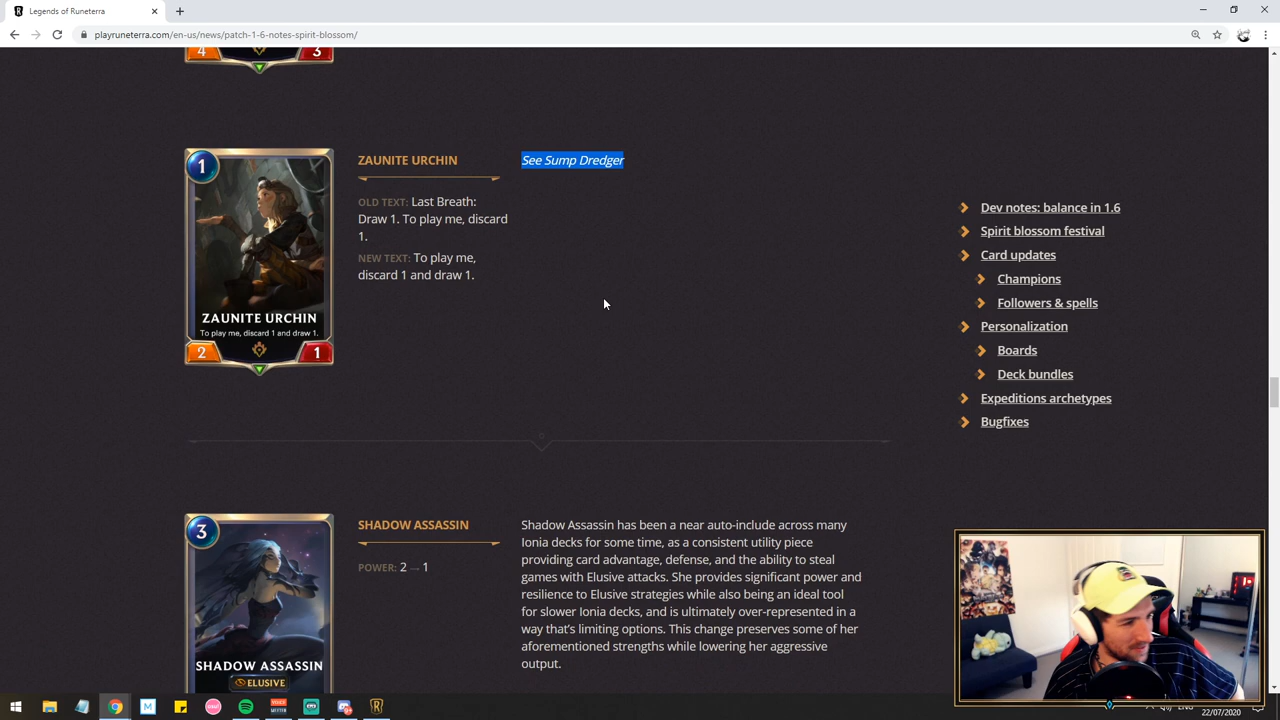 Legends of Runeterra
playruneterra.com/en-us/news/patch-1-6-notes-spirit-blossom/
4
3
1
ZAUNITE URCHIN
To play me, discard 1 and draw 1.
2
1
ZAUNITE URCHIN
OLD TEXT: Last Breath:
Draw 1. To play me, discard
1.
NEW TEXT: To play me,
discard 1 and draw 1.
See Sump Dredger
3
SHADOW ASSASSIN
ELUSIVE
SHADOW ASSASSIN
POWER: 2 → 1
Shadow Assassin has been a near auto-include across many
Ionia decks for some time, as a consistent utility piece
providing card advantage, defense, and the ability to steal
games with Elusive attacks. She provides significant power and
resilience to Elusive strategies while also being an ideal tool
for slower Ionia decks, and is ultimately over-represented in a
way that's limiting options. This change preserves some of her
aforementioned strengths while lowering her aggressive
output.
Dev notes: balance in 1.6
Spirit blossom festival
Card updates
Champions
Followers & spells
Personalization
Boards
Deck bundles
Expeditions archetypes
Bugfixes
22/07/2020